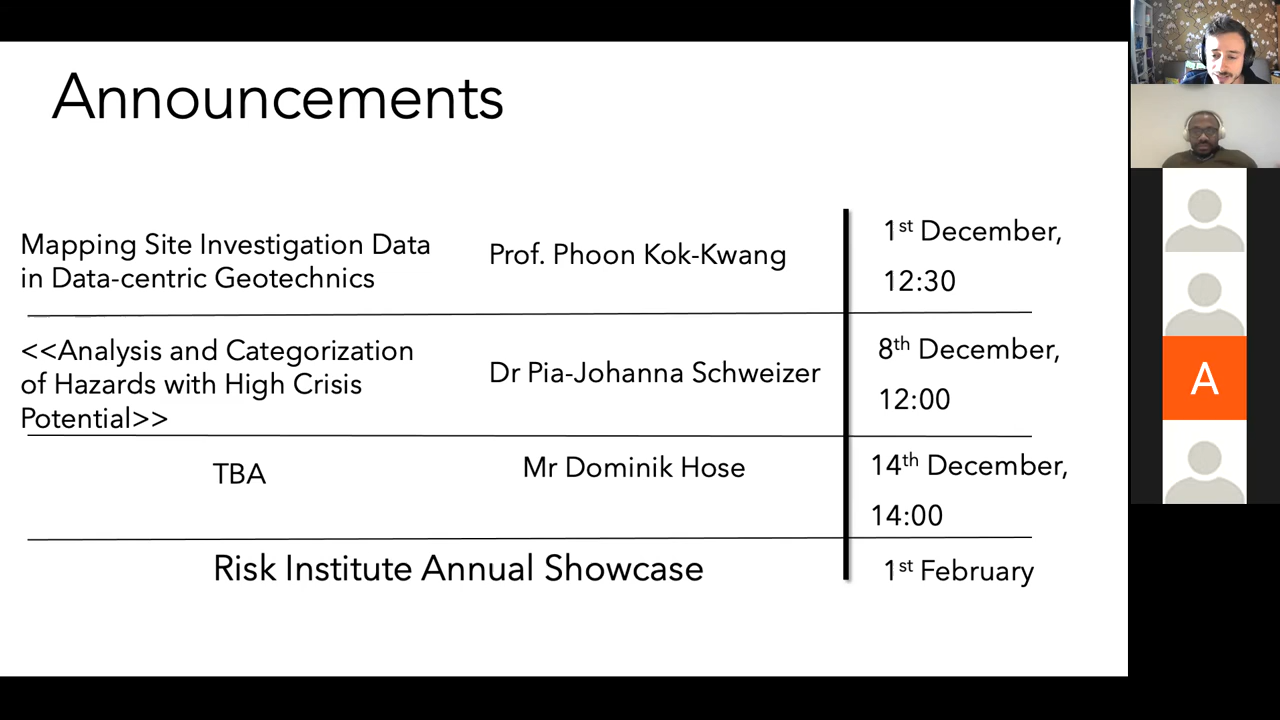 Announcements
Mapping Site Investigation Data
in Data-centric Geotechnics
Prof. Phoon Kok-Kwang
1st December,
12:30
<<Analysis and Categorization
of Hazards with High Crisis
Potential>>
Dr Pia-Johanna Schweizer
8th December,
12:00
TBA
Mr Dominik Hose
14th December,
14:00
Risk Institute Annual Showcase
1st February
A